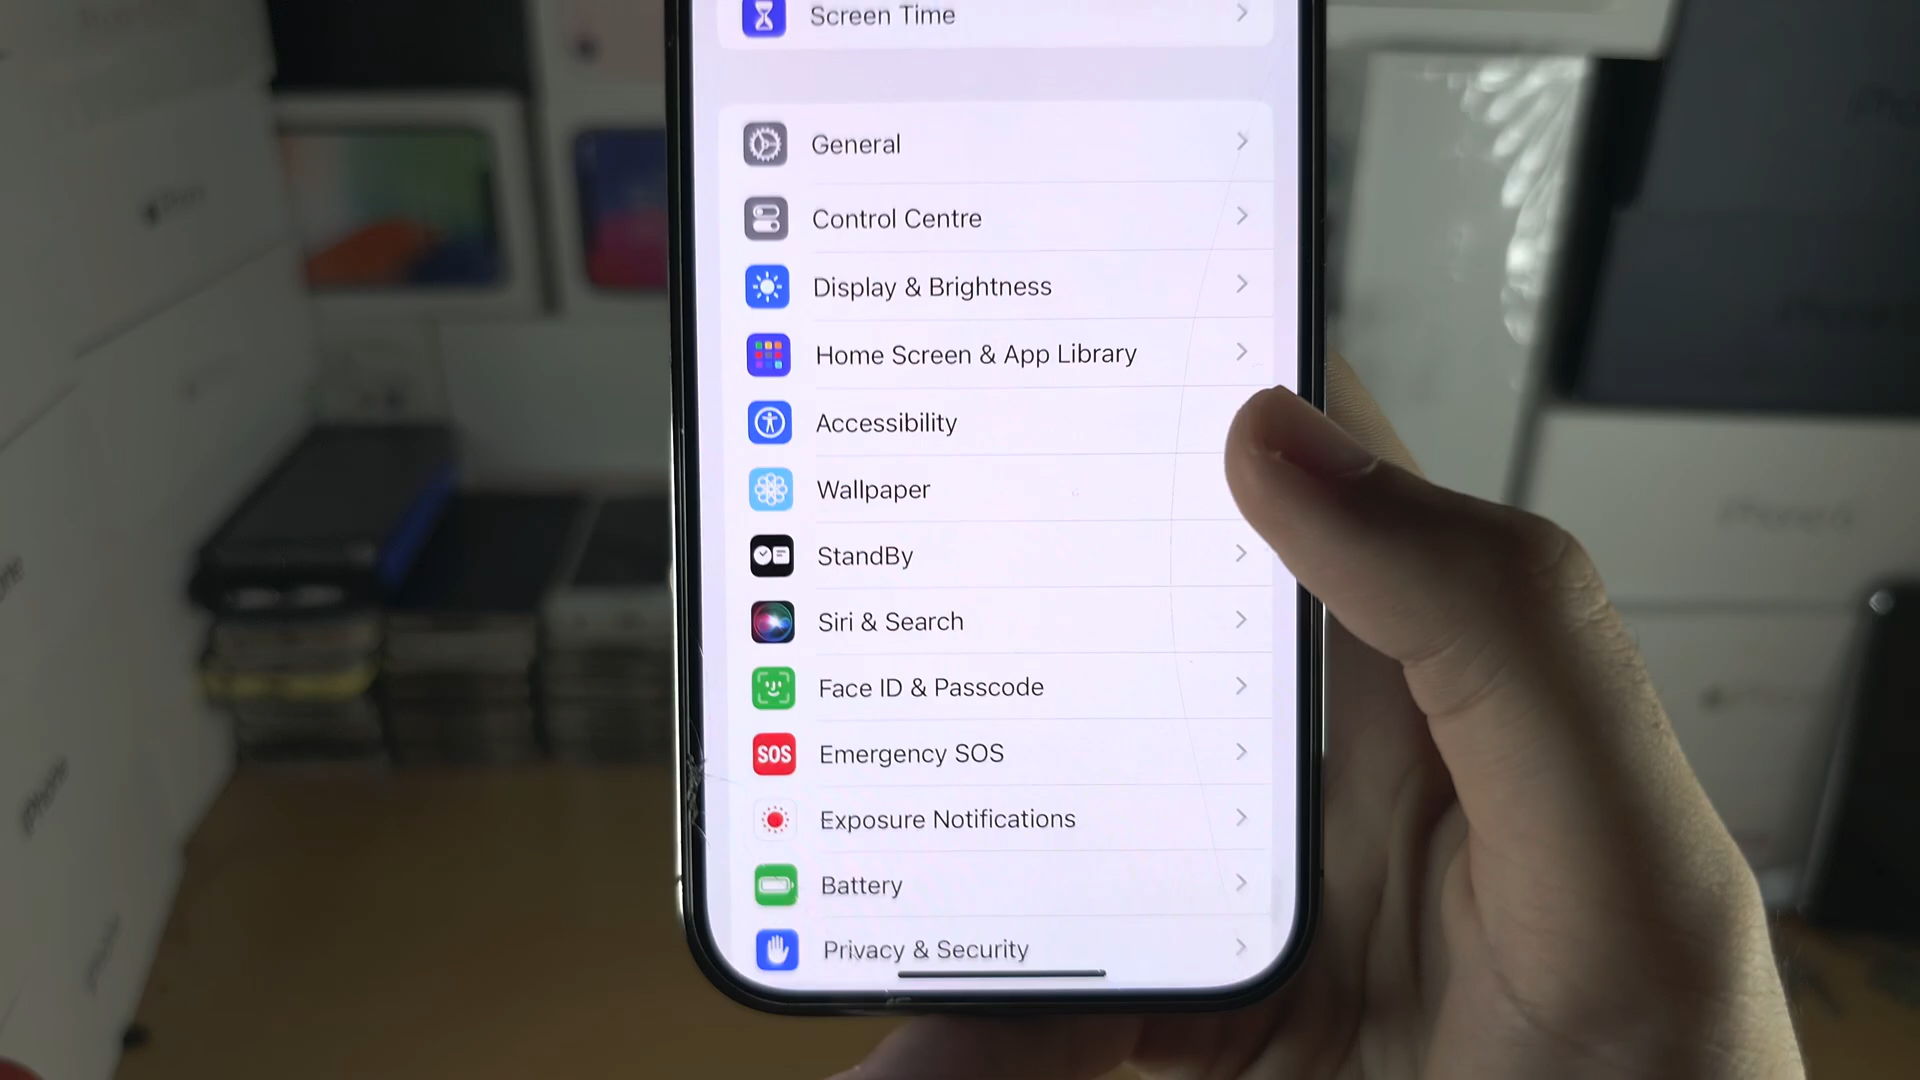 Screen Time
General
Control Centre
Display & Brightness
Home Screen & App Library
Accessibility
Wallpaper
StandBy
Siri & Search
Face ID & Passcode
SOS
Emergency SOS
Exposure Notifications
Battery
Privacy & Security
iPhone